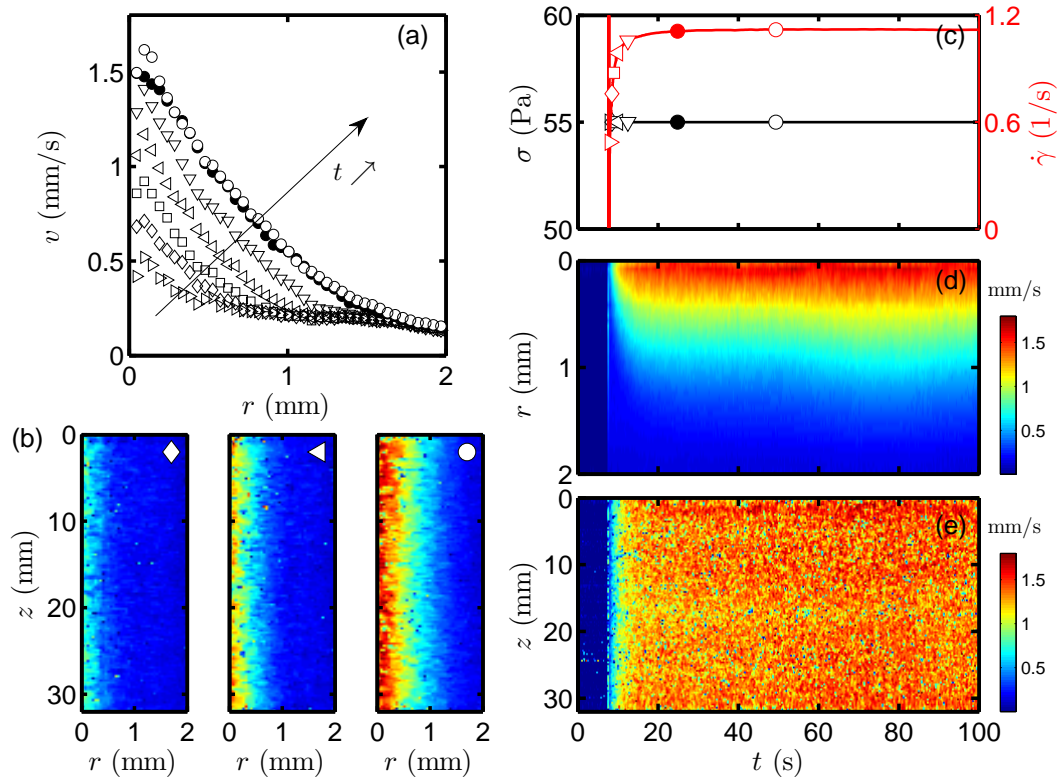 (a)
1.5
1
0.5
0
v (mm/s)
t ↗
0 1 2
r (mm)
(b)
0
10
20
30
z (mm)
0 1 2
0 1 2
0 1 2
r (mm)
r (mm)
r (mm)
(c)
60
55
50
σ (Pa)
1.2
0.6
0
γ̇ (1/s)
(d)
0
1
2
r (mm)
mm/s
1.5
1
0.5
(e)
0
10
20
30
z (mm)
mm/s
1.5
1
0.5
0 20 40 60 80 100
t (s)